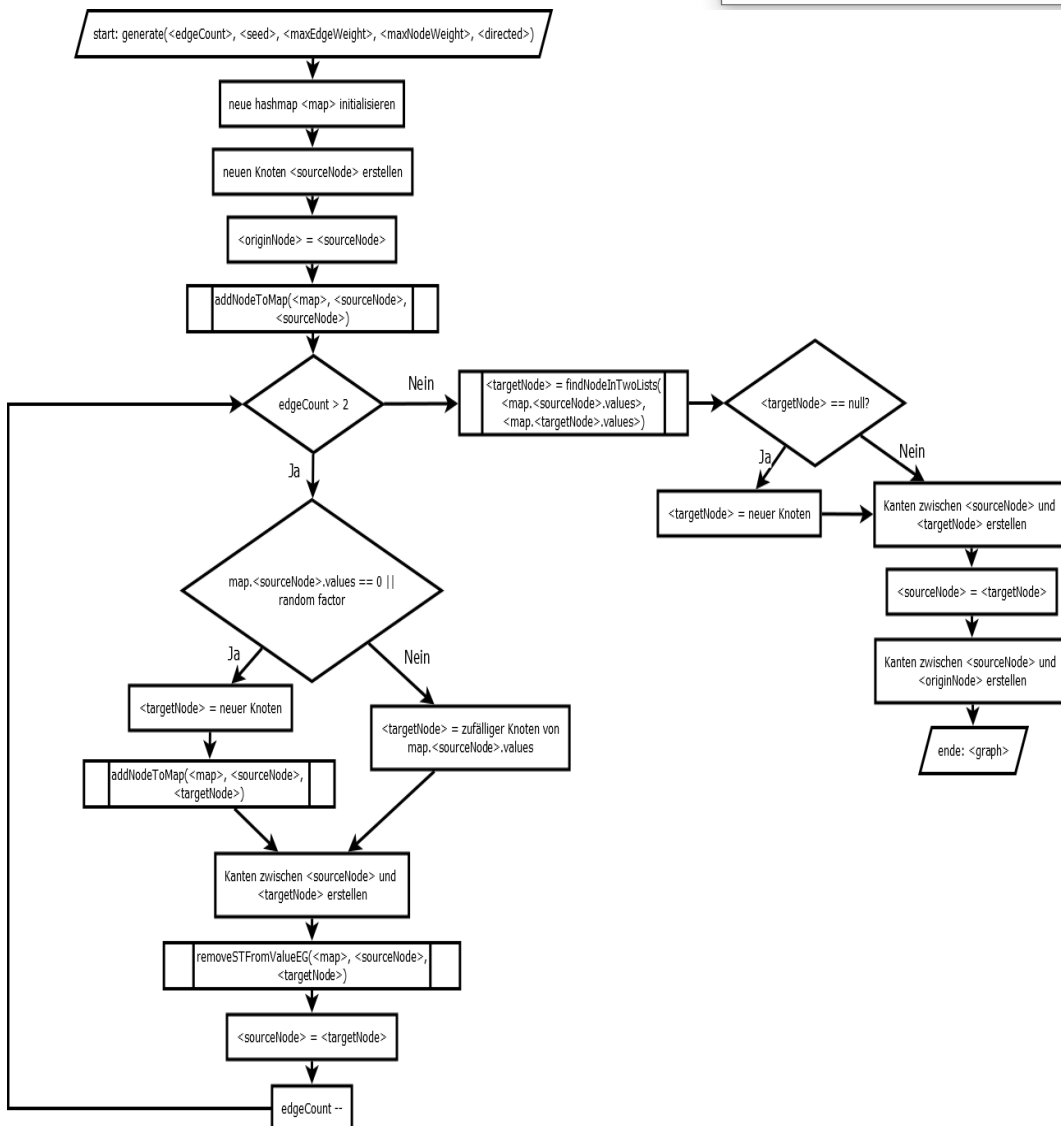 start: generate(<edgeCount>, <seed>, <maxEdgeWeight>, <maxNodeWeight>, <directed>)
neue hashmap <map> initialisieren
neuen Knoten <sourceNode> erstellen
<originNode> = <sourceNode>
addNodeToMap(<map>, <sourceNode>,
<sourceNode>)
edgeCount > 2
Nein
<targetNode> = findNodeInTwoLists(
<map.<sourceNode>.values>,
<map.<targetNode>.values>)
<targetNode> == null?
Ja
Nein
<targetNode> = neuer Knoten
Kanten zwischen <sourceNode> und
<targetNode> erstellen
<sourceNode> = <targetNode>
Kanten zwischen <sourceNode> und
<originNode> erstellen
ende: <graph>
Ja
map.<sourceNode>.values == 0 ||
random factor
Ja
Nein
<targetNode> = neuer Knoten
<targetNode> = zufälliger Knoten von
map.<sourceNode>.values
addNodeToMap(<map>, <sourceNode>,
<targetNode>)
Kanten zwischen <sourceNode> und
<targetNode> erstellen
removeSTFromValueEG(<map>, <sourceNode>,
<targetNode>)
<sourceNode> = <targetNode>
edgeCount --